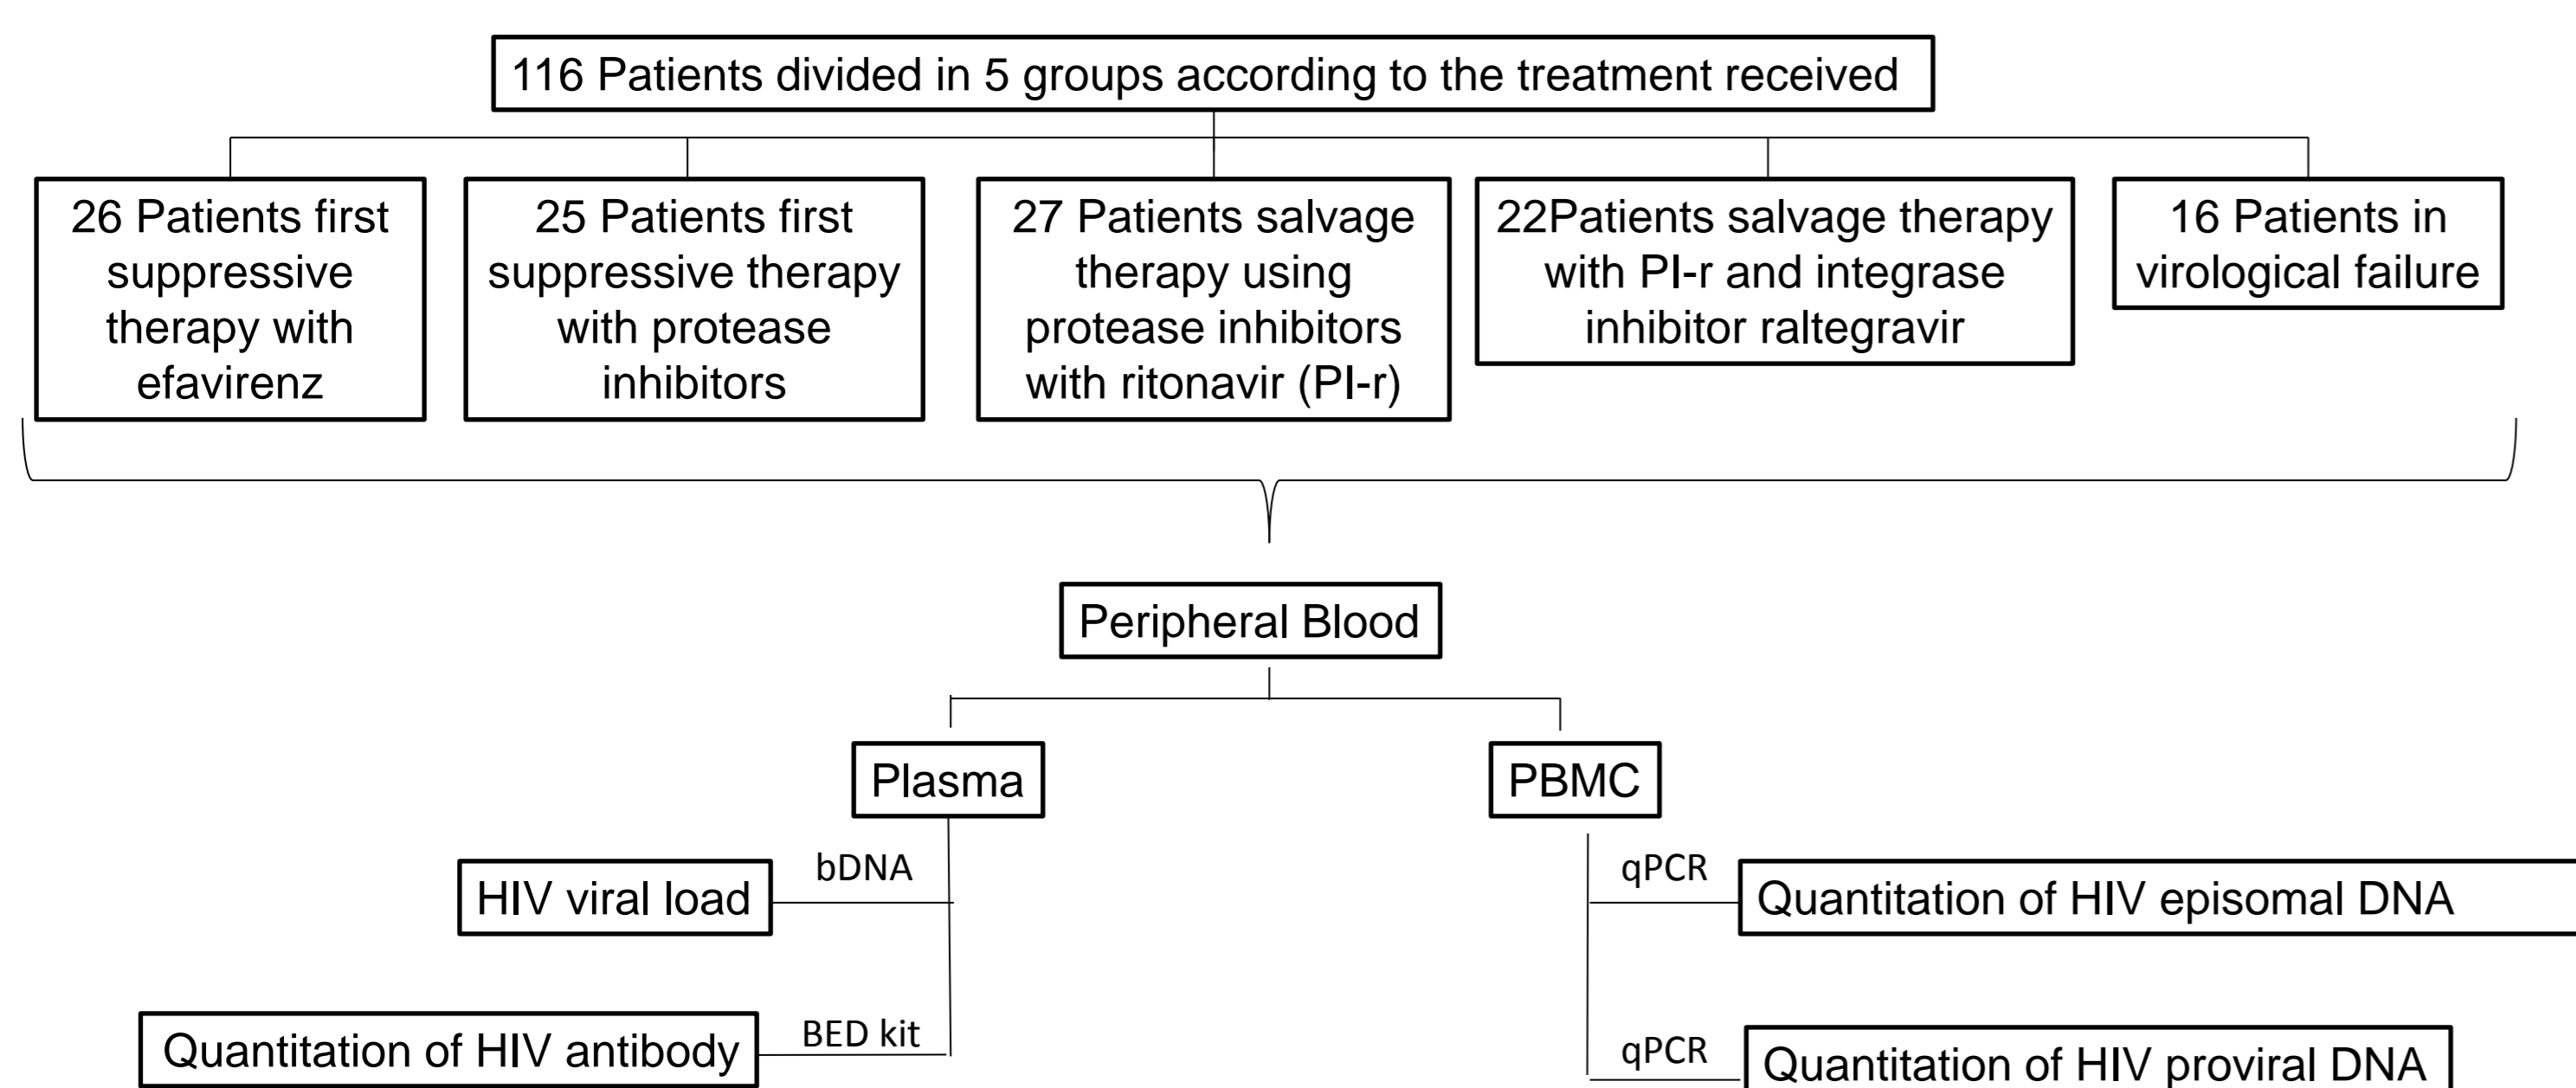 116 Patients divided in 5 groups according to the treatment received
26 Patients first
suppressive
therapy with
efavirenz
25 Patients first
suppressive therapy
with protease
inhibitors
27 Patients salvage
therapy using
protease inhibitors
with ritonavir (PI-r)
22Patients salvage therapy
with PI-r and integrase
inhibitor raltegravir
16 Patients in
virological failure
Peripheral Blood
Plasma
PBMC
HIV viral load
bDNA
qPCR
Quantitation of HIV episomal DNA
Quantitation of HIV antibody
BED kit
qPCR
Quantitation of HIV proviral DNA